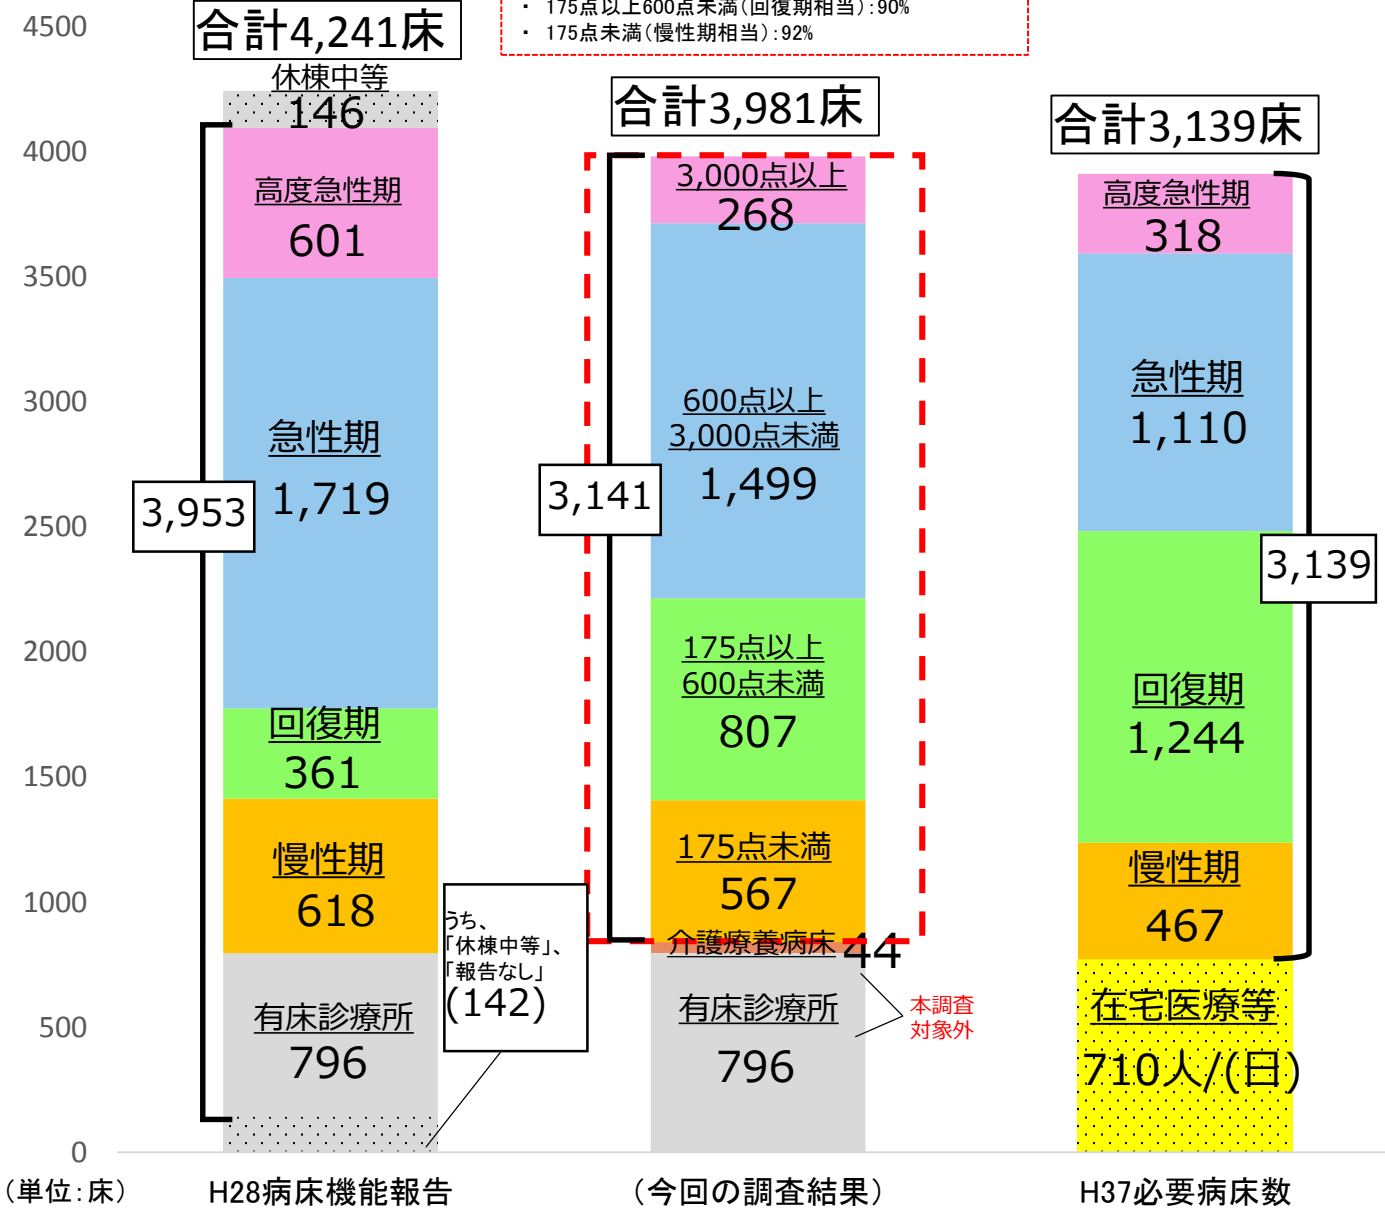 ・ 175点以上600点未満(回復期相当):90%
・ 175点未満(慢性期相当):92%
4500
4000
3500
3000
2500
2000
1500
1000
500
0
(単位:床)
合計4,241床
休棟中等
146
高度急性期
601
急性期
1,719
3,953
回復期
361
慢性期
618
有床診療所
796
うち、
「休棟中等」、
「報告なし」
(142)
H28病床機能報告
合計3,981床
3,000点以上
268
600点以上
3,000点未満
1,499
3,141
175点以上
600点未満
807
175点未満
567
介護療養病床 44
有床診療所
796
本調査
対象外
(今回の調査結果)
合計3,139床
高度急性期
318
急性期
1,110
3,139
回復期
1,244
慢性期
467
在宅医療等
710人/(日)
H37必要病床数